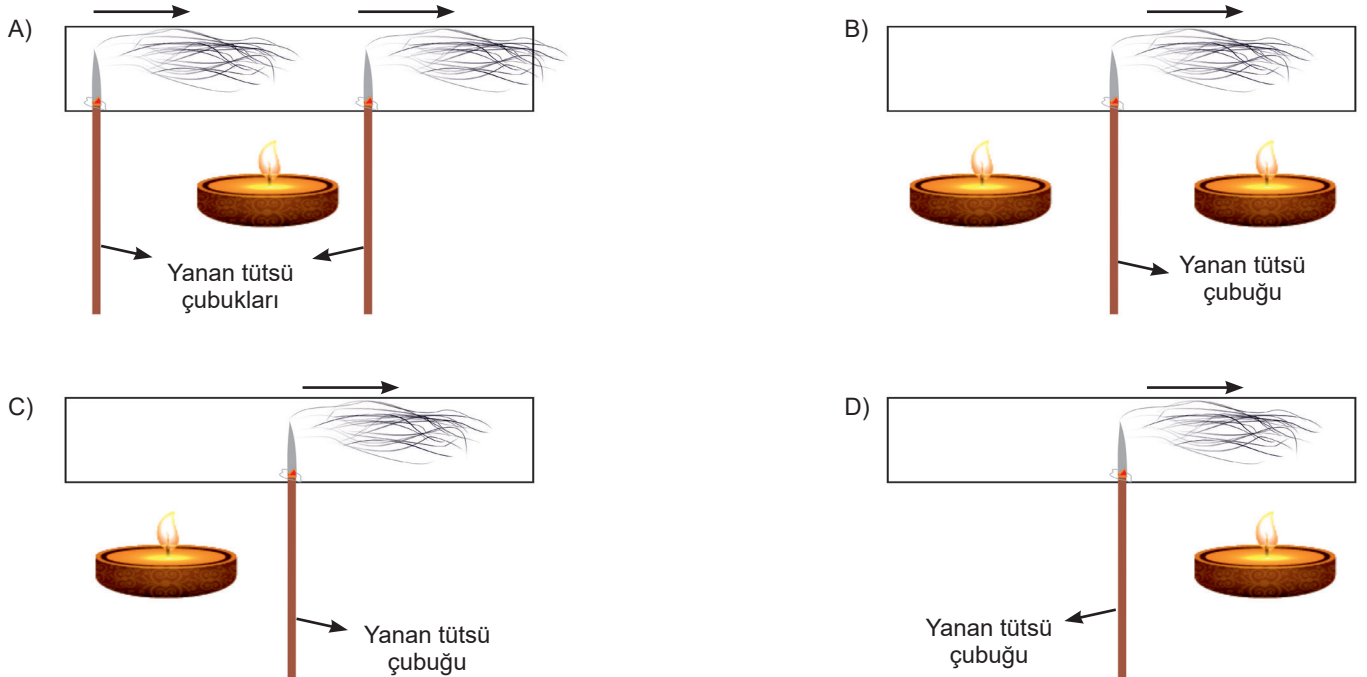 A)
Yanan tütsü
çubukları
B)
Yanan tütsü
çubuğu
C)
Yanan tütsü
çubuğu
D)
Yanan tütsü
çubuğu